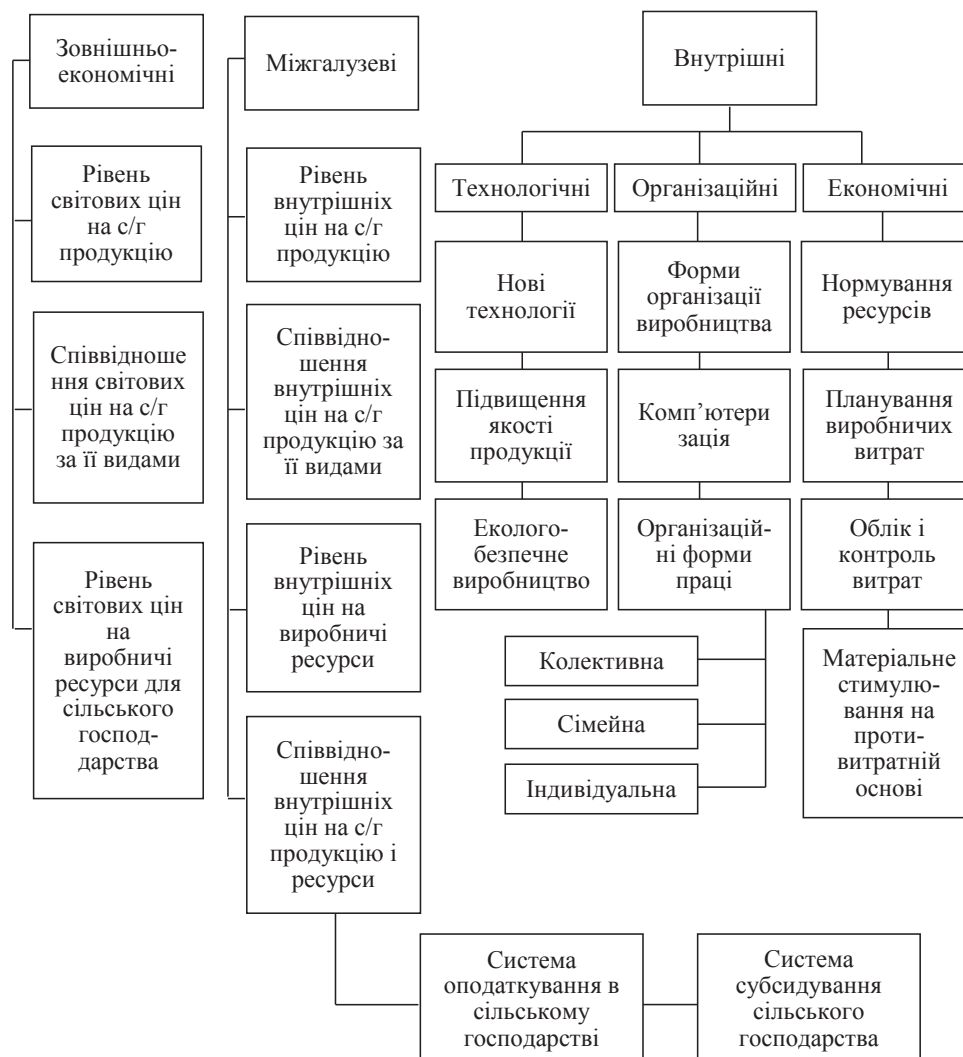 Зовнішньо-
економічні
Рівень
світових цін
на с/г
продукцію
Співвідноше
ння світових
цін на с/г
продукцію
за її видами
Рівень
світових цін
на
виробничі
ресурси для
сільського
господ-
дарства
Міжгалузеві
Рівень
внутрішніх
цін на с/г
продукцію
Співвідно-
шення
внутрішніх
цін на с/г
продукцію за
її видами
Рівень
внутрішніх
цін на
виробничі
ресурси
Співвідно-
шення
внутрішніх
цін на с/г
продукцію і
ресурси
Система
оподаткування в
сільському
господарстві
Система
субсидування
сільського
господарства
Внутрішні
Технологічні
Нові
технології
Підвищення
якості
продукції
Еколого-
безпечне
виробництво
Організаційні
Форми
організації
виробництва
Комп’ютери
зація
Організацій-
ні форми
праці
Колективна
Сімейна
Індивідуальна
Економічні
Нормування
ресурсів
Планування
виробничих
витрат
Облік і
контроль
витрат
Матеріальне
стимулю-
вання на
проти-
витратній
основі